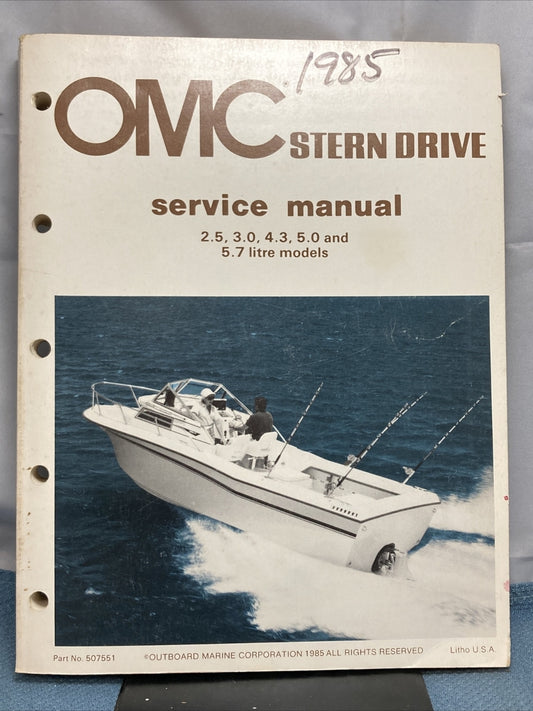 1985
OMC STERN DRIVE
service manual
2.5, 3.0, 4.3, 5.0 and
5.7 litre models
Part No. 507551 ©OUTBOARD MARINE CORPORATION 1985 ALL RIGHTS RESERVED Litho U.S.A.